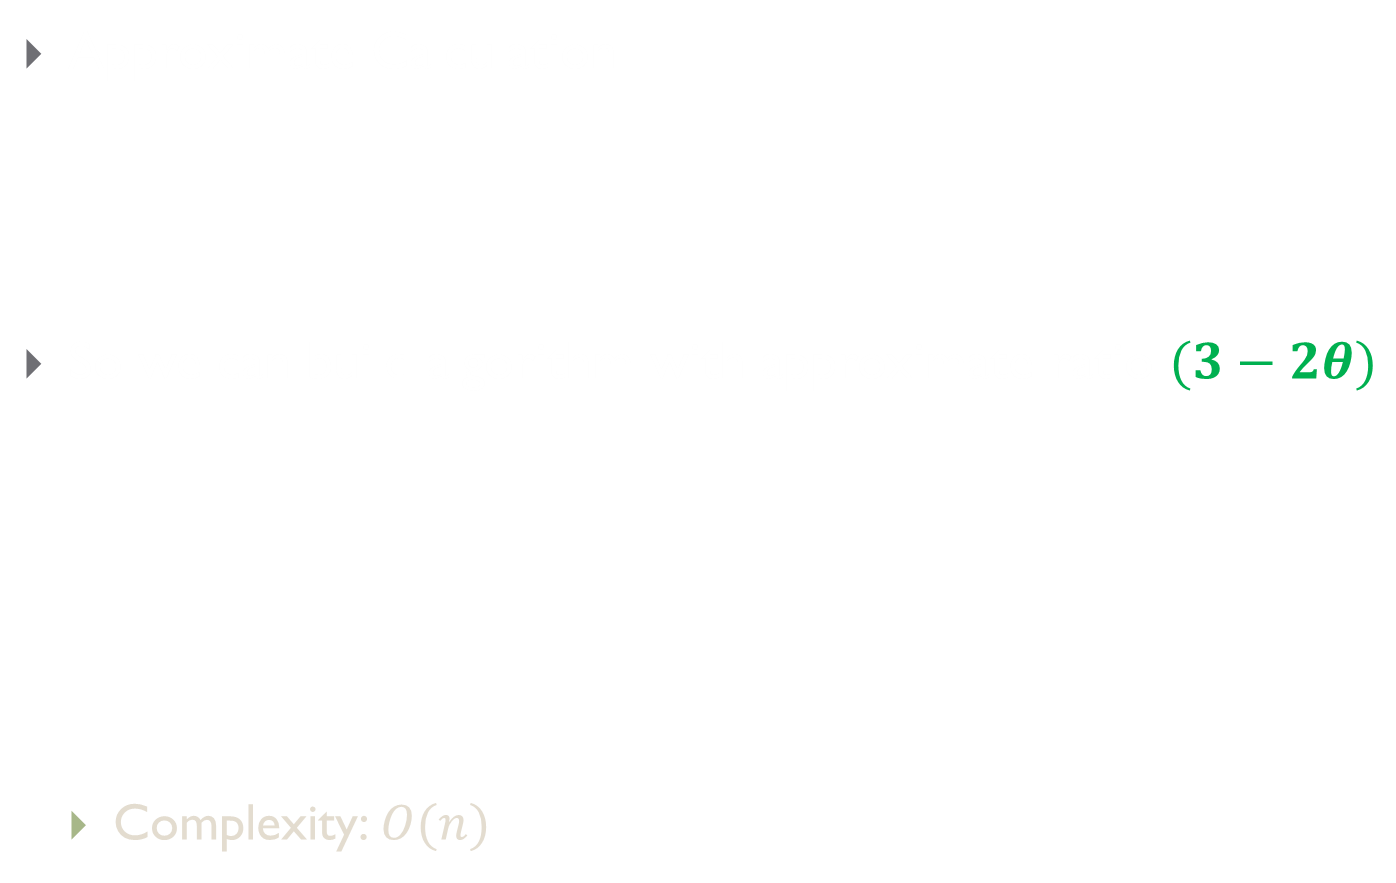 (3 − 2θ)
Complexity: O(n)